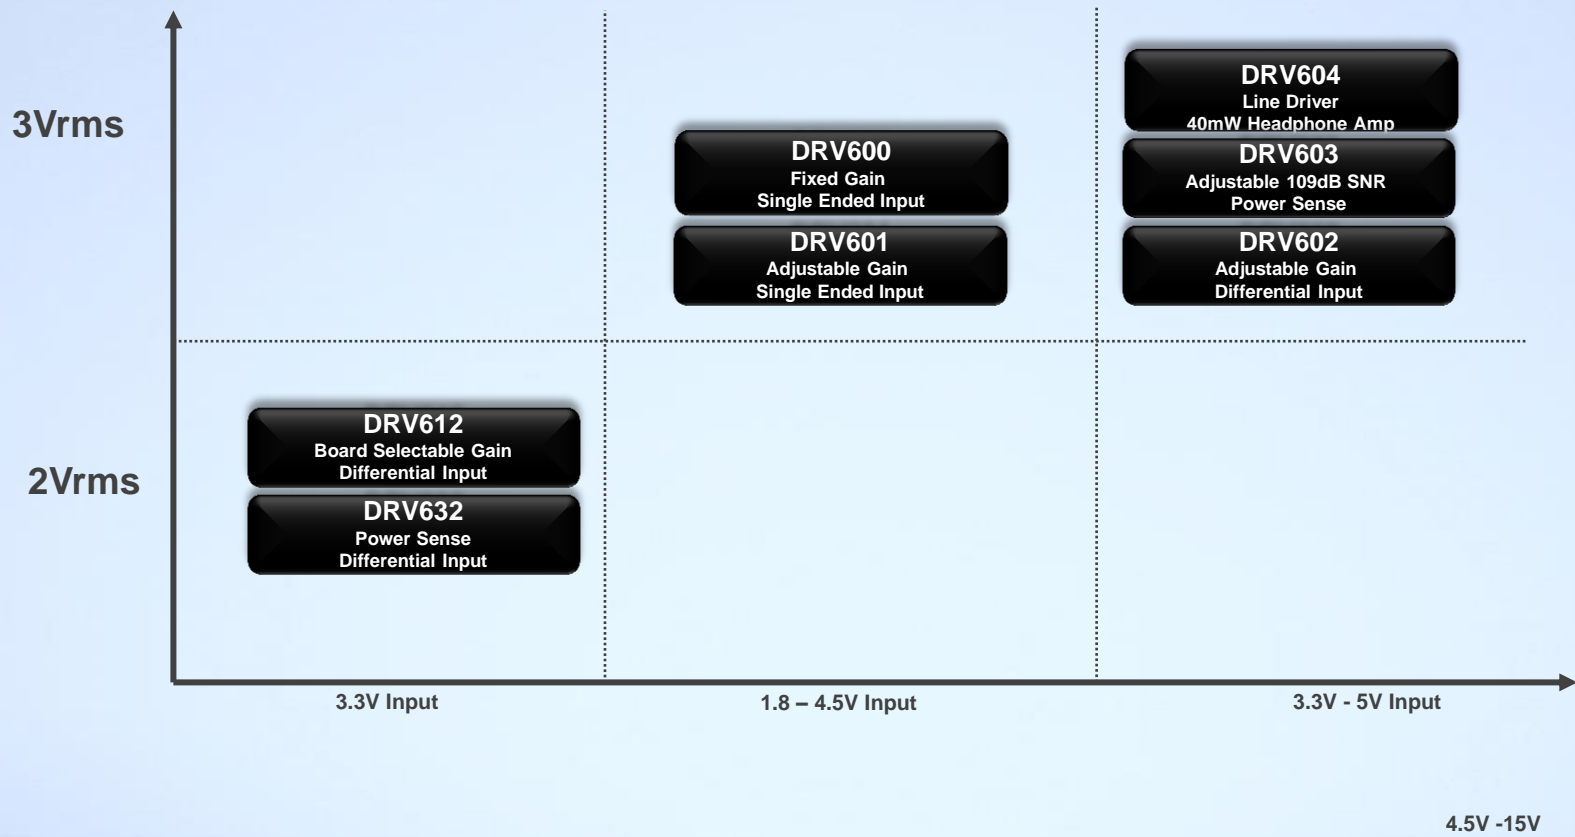 3Vrms
DRV604
Line Driver
40mW Headphone Amp
DRV600
Fixed Gain
Single Ended Input
DRV603
Adjustable 109dB SNR
Power Sense
DRV601
Adjustable Gain
Single Ended Input
DRV602
Adjustable Gain
Differential Input
2Vrms
DRV612
Board Selectable Gain
Differential Input
DRV632
Power Sense
Differential Input
3.3V Input
1.8 – 4.5V Input
3.3V - 5V Input
4.5V -15V